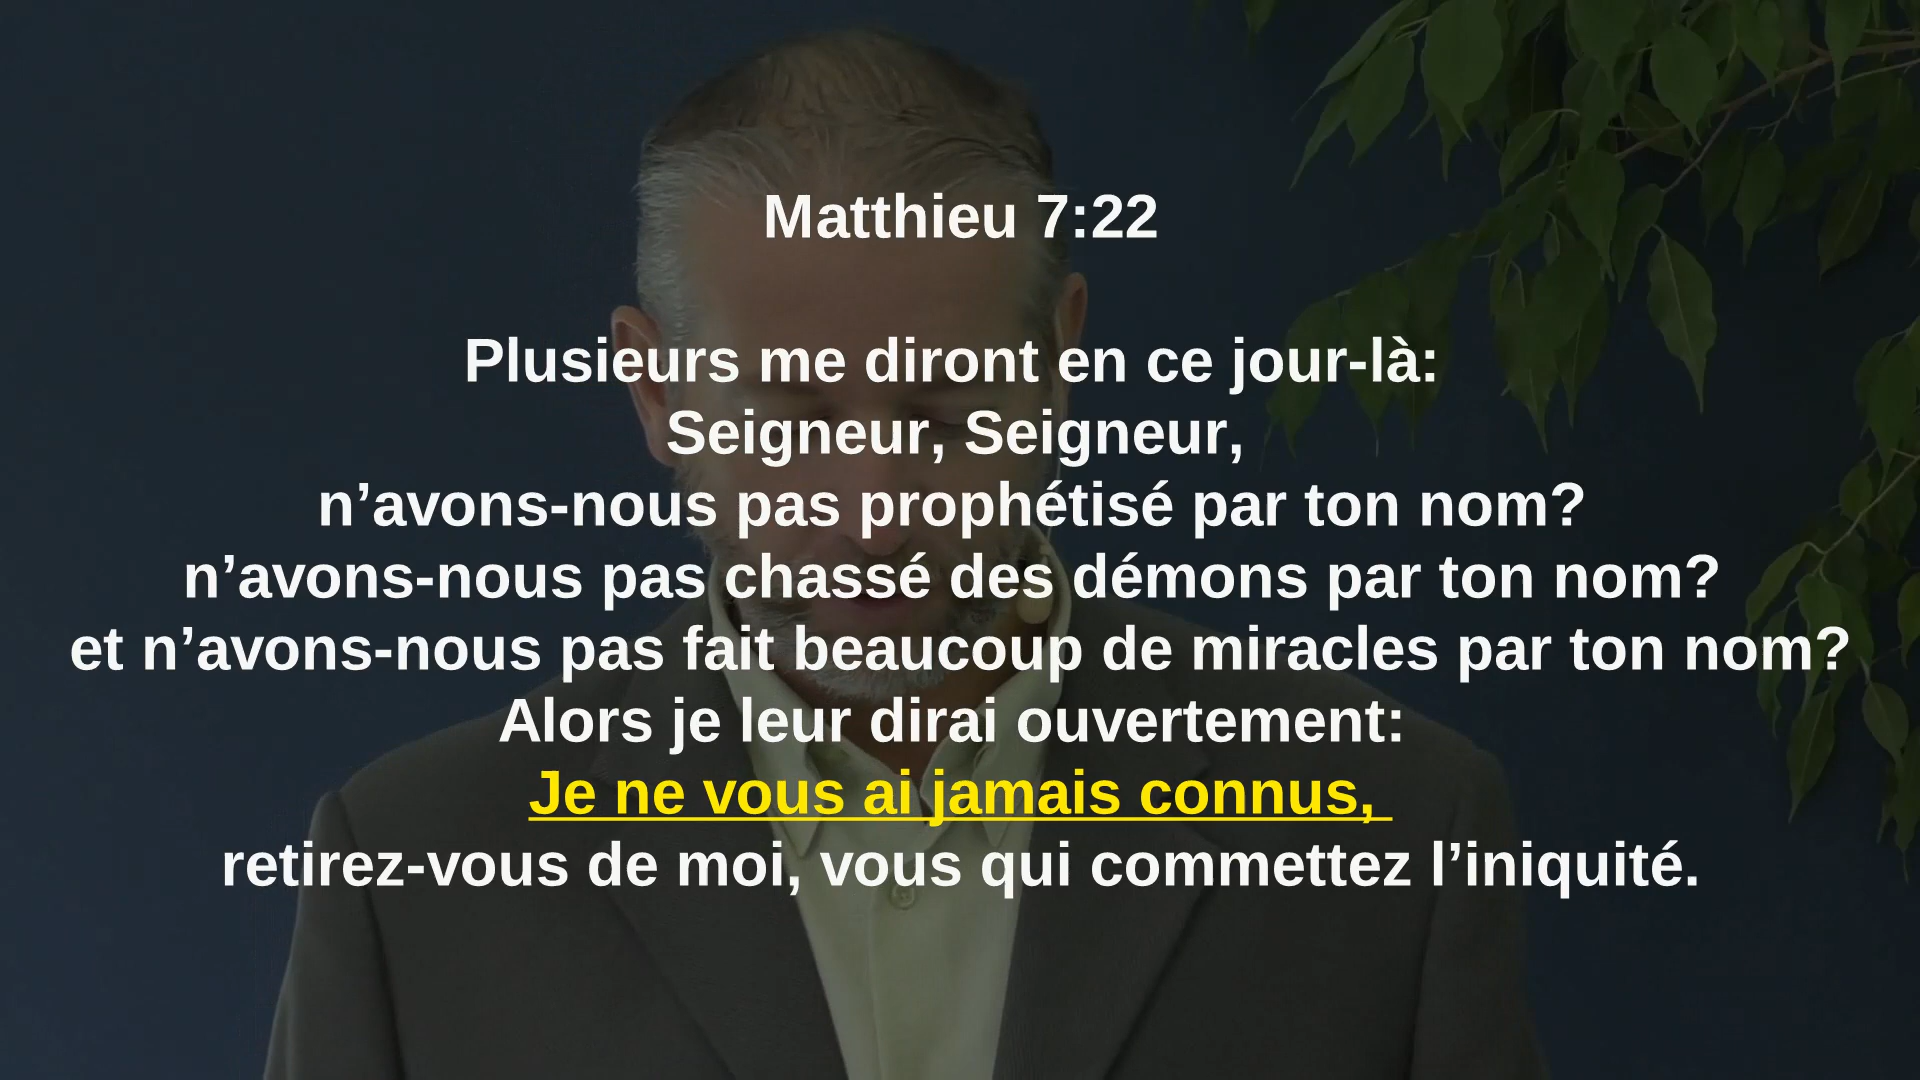 Matthieu 7:22
Plusieurs me diront en ce jour-là:
Seigneur, Seigneur,
n’avons-nous pas prophétisé par ton nom?
n’avons-nous pas chassé des démons par ton nom?
et n’avons-nous pas fait beaucoup de miracles par ton nom?
Alors je leur dirai ouvertement:
Je ne vous ai jamais connus,
retirez-vous de moi, vous qui commettez l’iniquité.